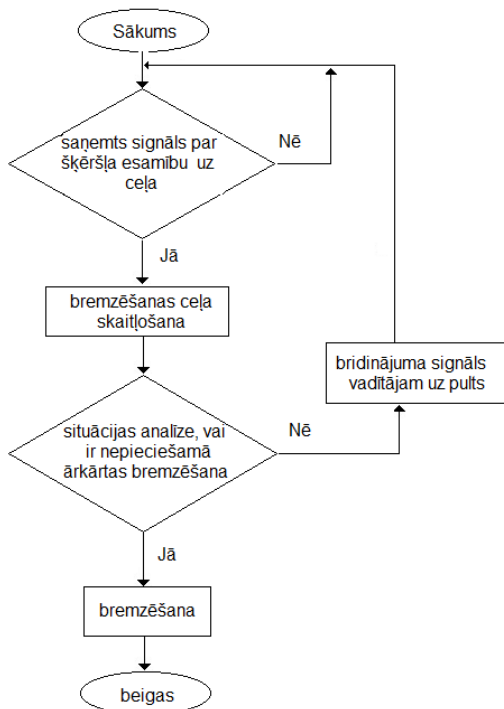 Sākums
saņemts signāls par
šķēršļa esamību uz
ceļa
Nē
Jā
bremzēšanas ceļa
skaitļošana
bridinājuma signāls
vadītājam uz pults
situācijas analīze, vai
ir nepieciešamā
ārkārtas bremzēšana
Nē
Jā
bremzēšana
beigas